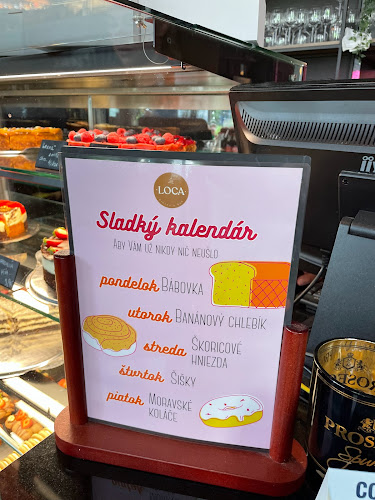 LOCA
Sladký kalendár
ABY VÁM UŽ NIKDY NIČ NEUŠLO
pondelok BÁBOVKA
utorok BANÁNOVÝ CHLEBÍK
streda ŠKORICOVÉ
HNIEZDA
štvrtok ŠIŠKY
piatok MORAVSKÉ
KOLÁČE